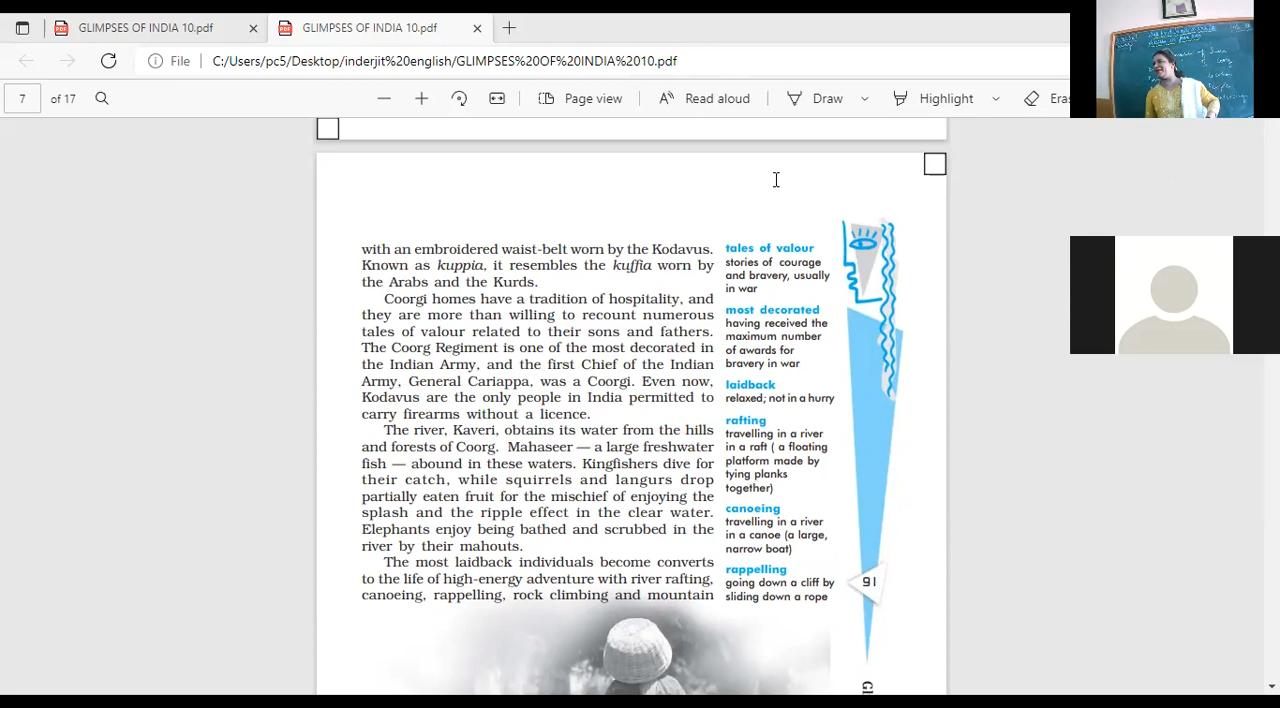 GLIMPSES OF INDIA 10.pdf
GLIMPSES OF INDIA 10.pdf
File
C:/Users/pc5/Desktop/inderjit%20english/GLIMPSES%20OF%20INDIA%2010.pdf
7 of 17
Page view
Read aloud
Draw
Highlight
Eras
with an embroidered waist-belt worn by the Kodavus.
Known as kuppia, it resembles the kuffia worn by
the Arabs and the Kurds.
Coorgi homes have a tradition of hospitality, and
they are more than willing to recount numerous
tales of valour related to their sons and fathers.
The Coorg Regiment is one of the most decorated in
the Indian Army, and the first Chief of the Indian
Army, General Cariappa, was a Coorgi. Even now,
Kodavus are the only people in India permitted to
carry firearms without a licence.
The river, Kaveri, obtains its water from the hills
and forests of Coorg. Mahaseer — a large freshwater
fish — abound in these waters. Kingfishers dive for
their catch, while squirrels and langurs drop
partially eaten fruit for the mischief of enjoying the
splash and the ripple effect in the clear water.
Elephants enjoy being bathed and scrubbed in the
river by their mahouts.
The most laidback individuals become converts
to the life of high-energy adventure with river rafting,
canoeing, rappelling, rock climbing and mountain
tales of valour
stories of courage
and bravery, usually
in war
most decorated
having received the
maximum number
of awards for
bravery in war
laidback
relaxed; not in a hurry
rafting
travelling in a river
in a raft ( a floating
platform made by
tying planks
together)
canoeing
travelling in a river
in a canoe (a large,
narrow boat)
rappelling
going down a cliff by
sliding down a rope
91
Gl